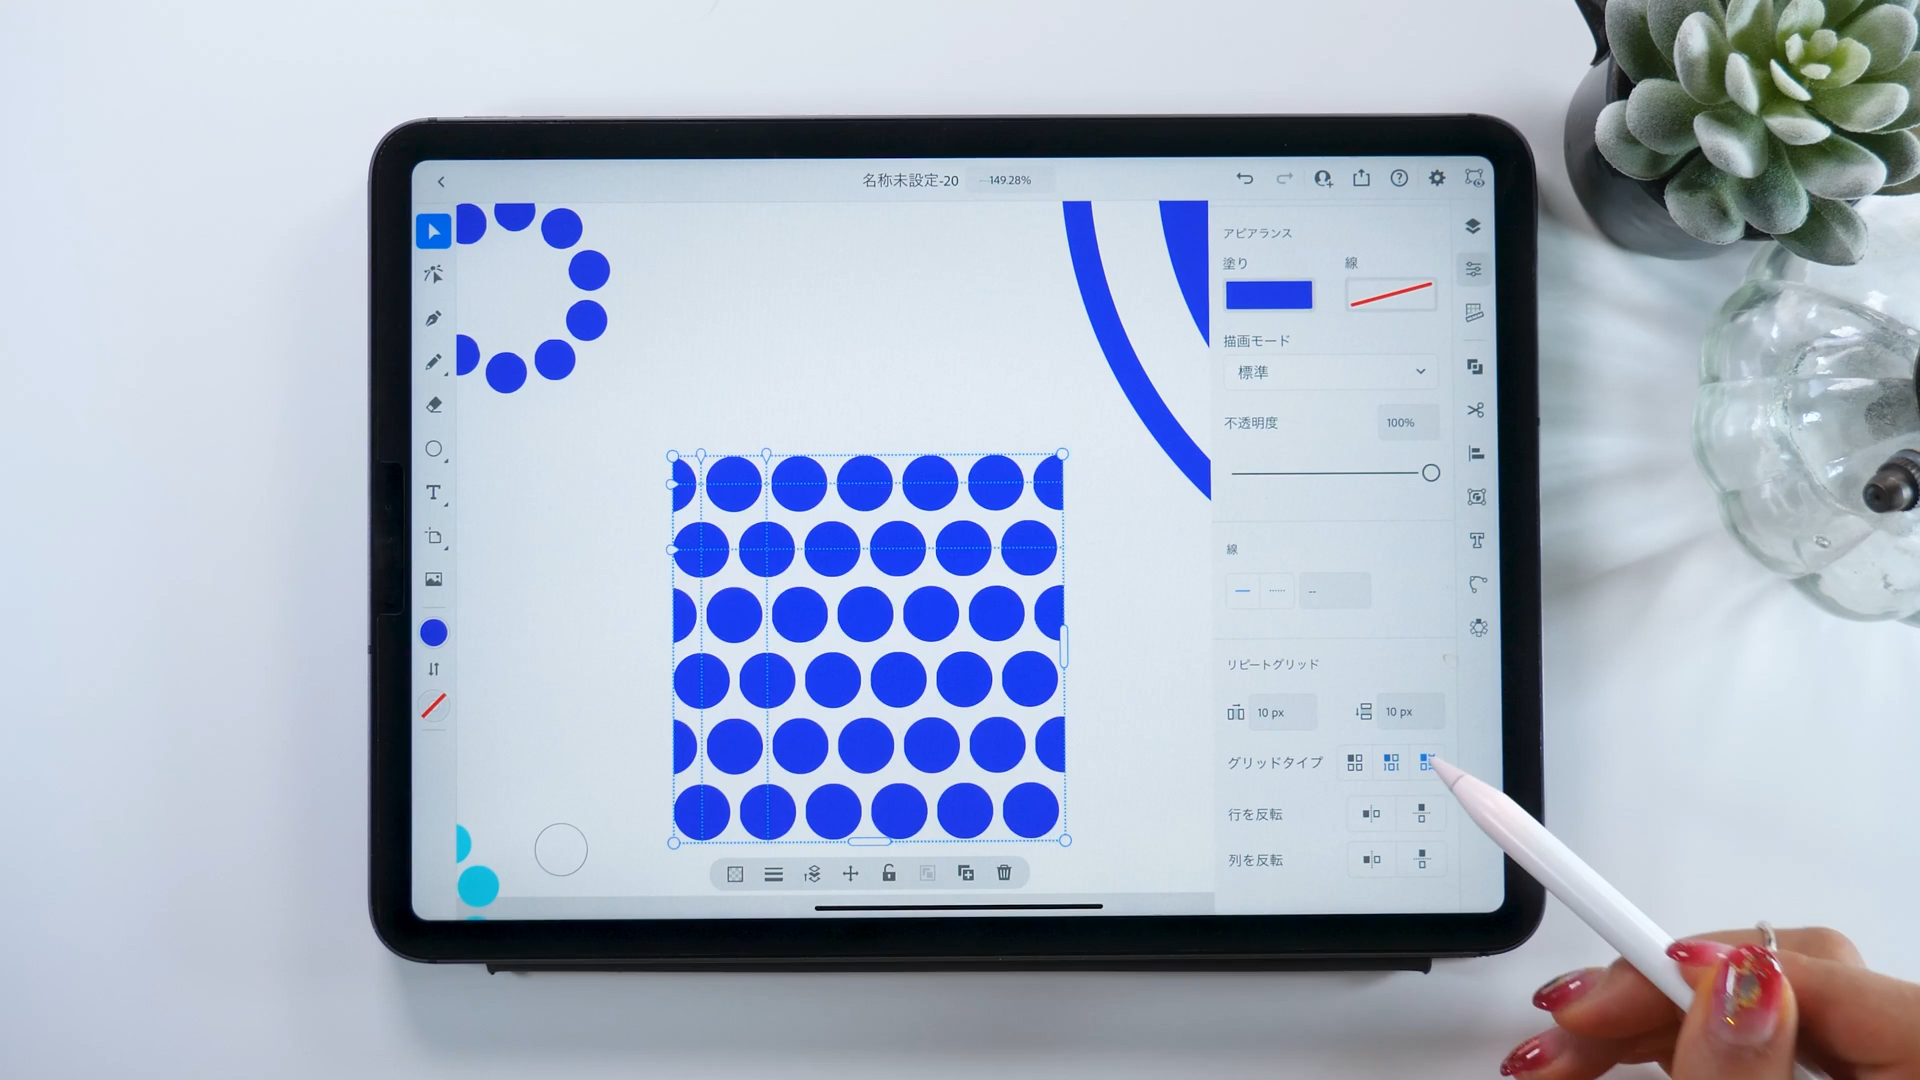 名称未設定-20 149.28%
アピアランス
塗り 線
描画モード
標準
不透明度 100%
線
--
リピートグリッド
10 px 10 px
グリッドタイプ
行を反転
列を反転